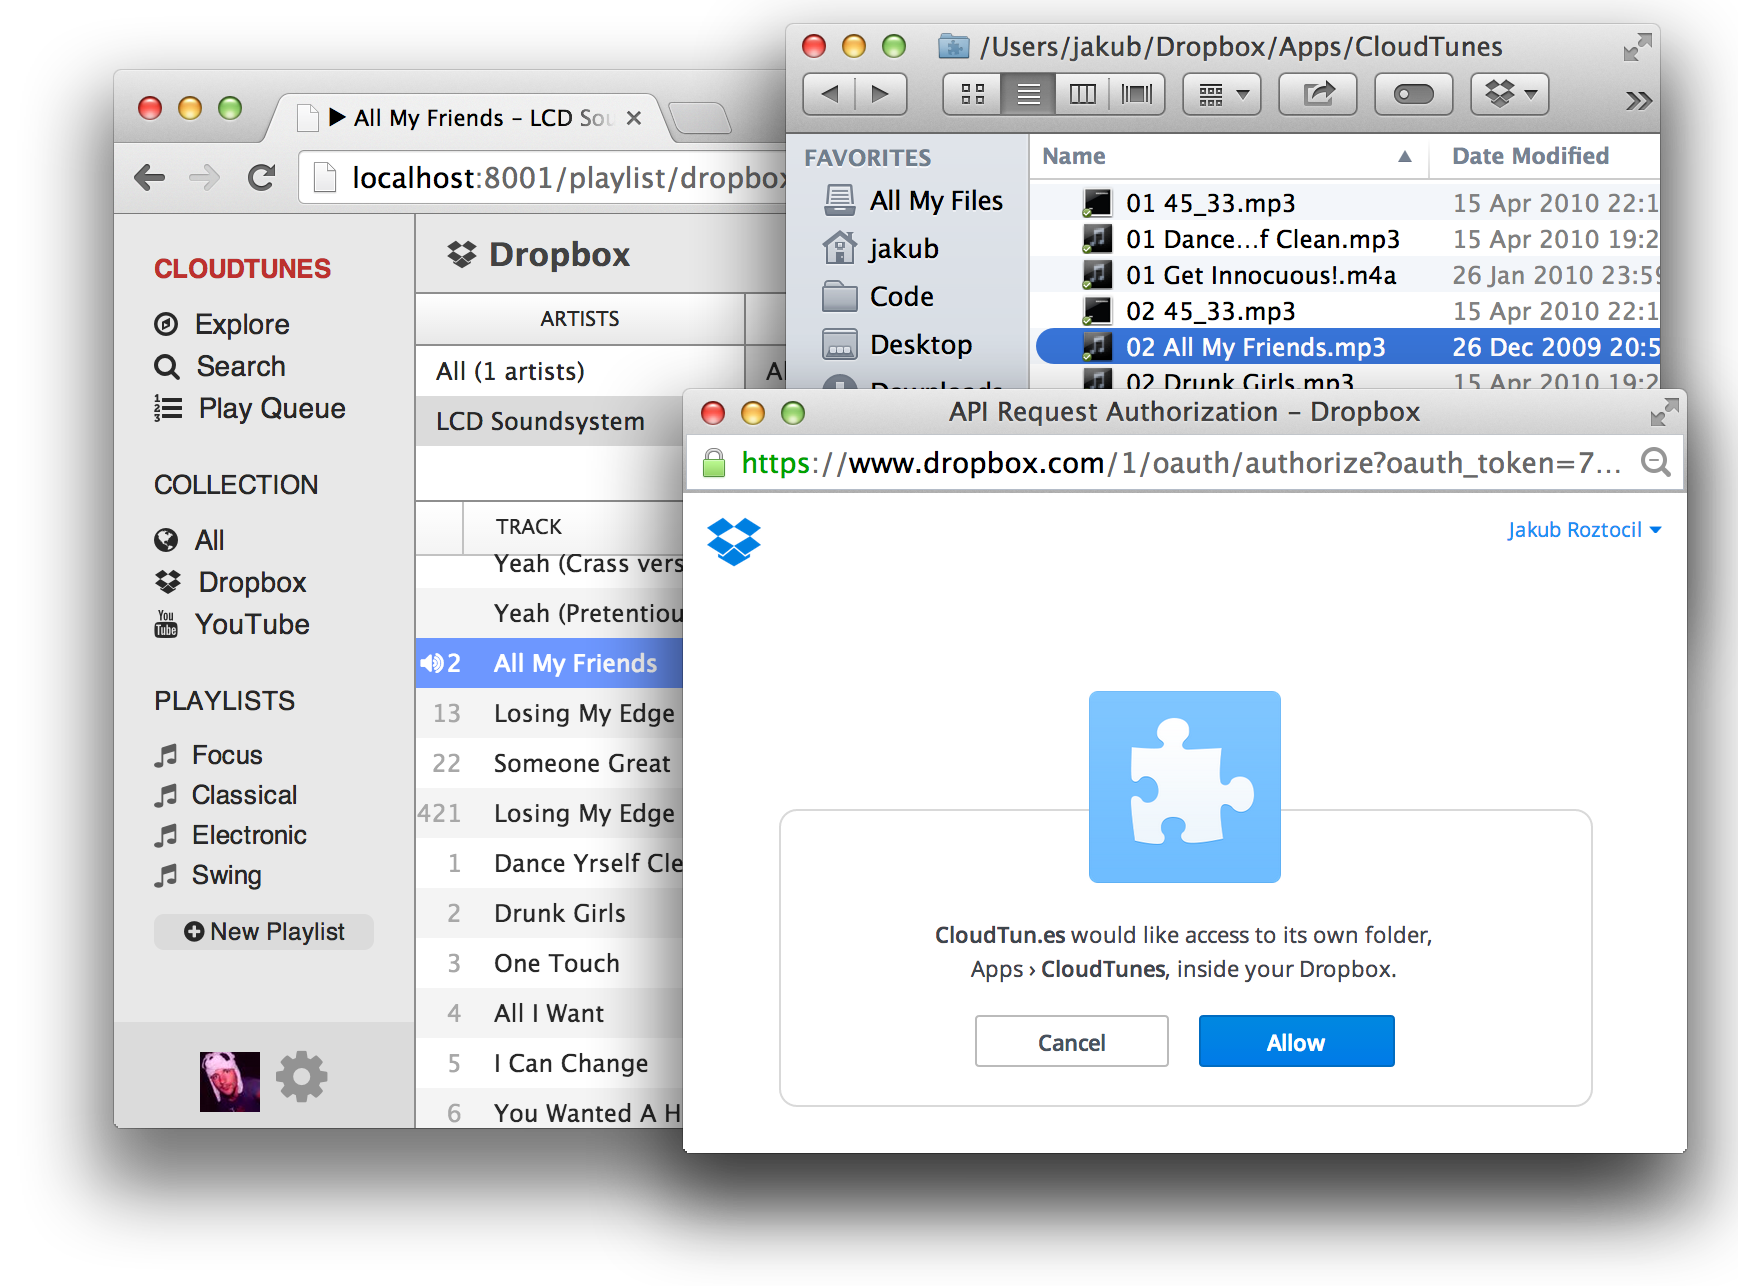 ▶ All My Friends – LCD Sou
localhost:8001/playlist/dropbox
CLOUDTUNES
Explore
Search
Play Queue
COLLECTION
All
Dropbox
You
Tube
YouTube
PLAYLISTS
Focus
Classical
Electronic
Swing
New Playlist
Dropbox
ARTISTS
All (1 artists)
Al
LCD Soundsystem
TRACK
Yeah (Crass vers
Yeah (Pretentiou
2 All My Friends
13 Losing My Edge
22 Someone Great
421 Losing My Edge
1 Dance Yrself Cle
2 Drunk Girls
3 One Touch
4 All I Want
5 I Can Change
6 You Wanted A H
/Users/jakub/Dropbox/Apps/CloudTunes
FAVORITES
All My Files
jakub
Code
Desktop
Downloads
Name Date Modified
01 45_33.mp3 15 Apr 2010 22:1
01 Dance...f Clean.mp3 15 Apr 2010 19:2
01 Get Innocuous!.m4a 26 Jan 2010 23:59
02 45_33.mp3 15 Apr 2010 22:1
02 All My Friends.mp3 26 Dec 2009 20:5
02 Drunk Girls.mp3 15 Apr 2010 19:2
API Request Authorization – Dropbox
https://www.dropbox.com/1/oauth/authorize?oauth_token=7...
Jakub Roztocil
CloudTun.es would like access to its own folder,
Apps › CloudTunes, inside your Dropbox.
Cancel
Allow